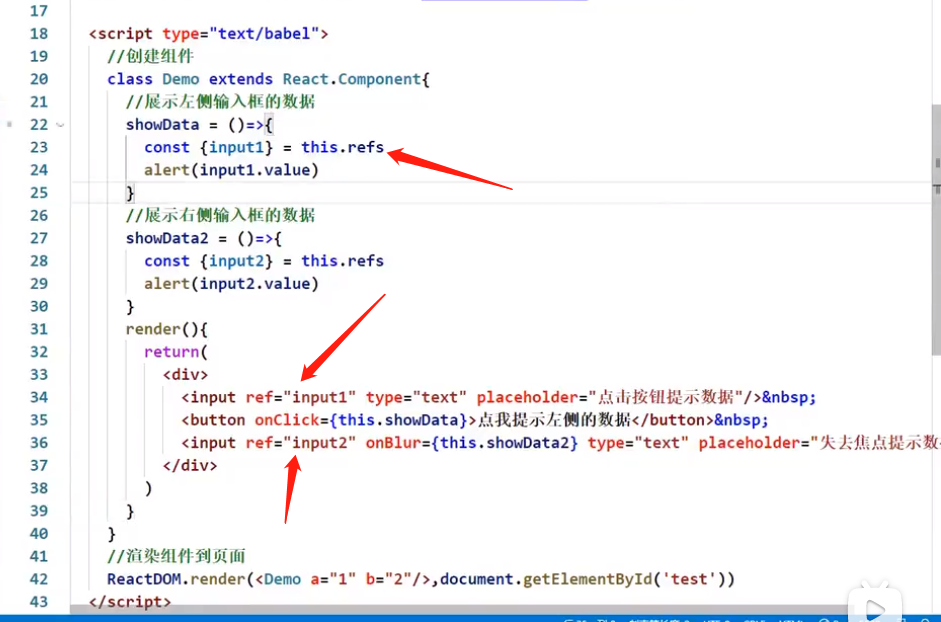 17
18 <script type="text/babel">
19 //创建组件
20 class Demo extends React.Component{
21 //展示左侧输入框的数据
22 showData = ()=>{
23 const {input1} = this.refs
24 alert(input1.value)
25 }
26 //展示右侧输入框的数据
27 showData2 = ()=>{
28 const {input2} = this.refs
29 alert(input2.value)
30 }
31 render(){
32 return(
33 <div>
34 <input ref="input1" type="text" placeholder="点击按钮提示数据"/>&nbsp;
35 <button onClick={this.showData}>点我提示左侧的数据</button>&nbsp;
36 <input ref="input2" onBlur={this.showData2} type="text" placeholder="失去焦点提示数
37 </div>
38 )
39 }
40 }
41 //渲染组件到页面
42 ReactDOM.render(<Demo a="1" b="2"/>,document.getElementById('test'))
43 </script>